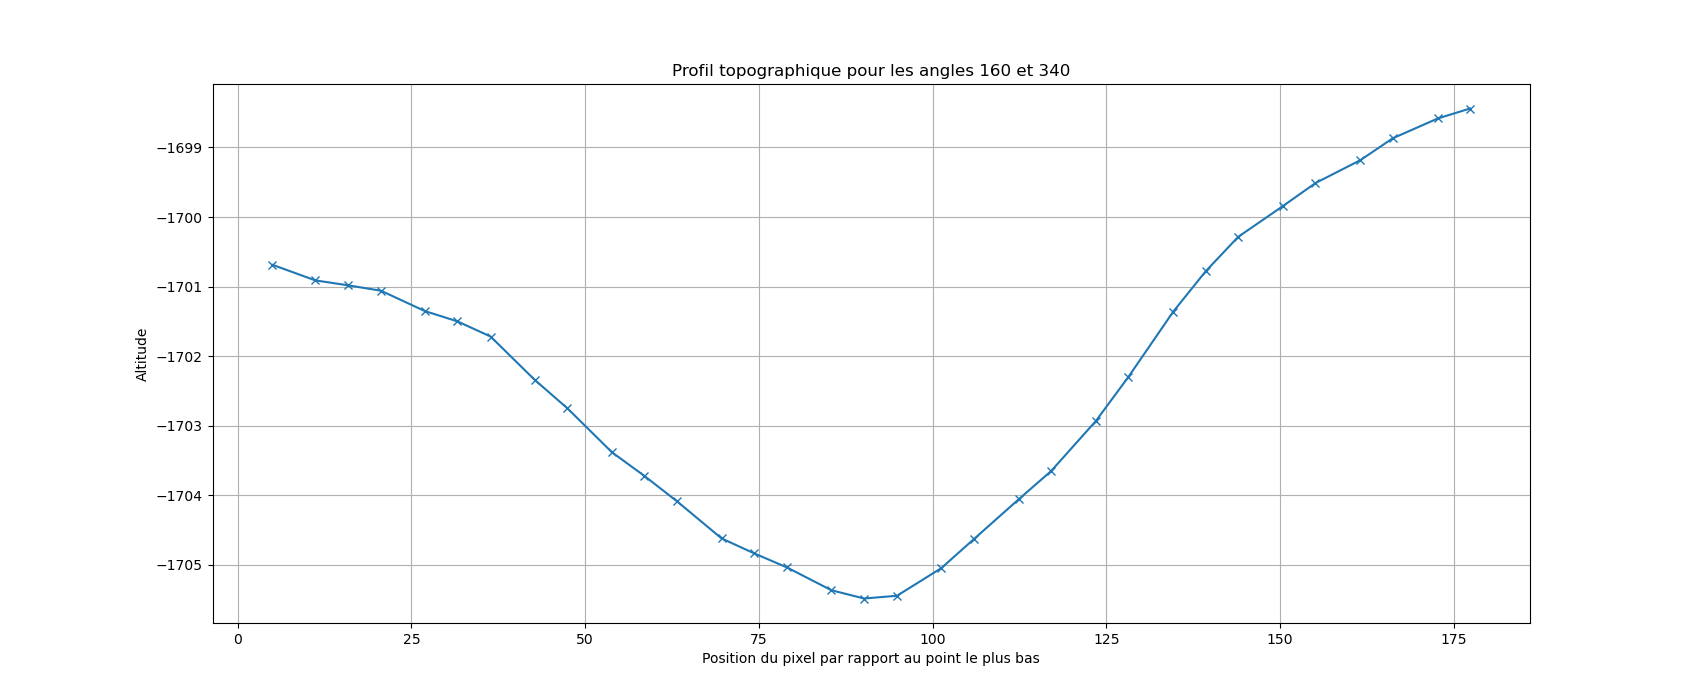 Profil topographique pour les angles 160 et 340
−1699
−1700
−1701
−1702
−1703
−1704
−1705
Altitude
0 25 50 75 100 125 150 175
Position du pixel par rapport au point le plus bas